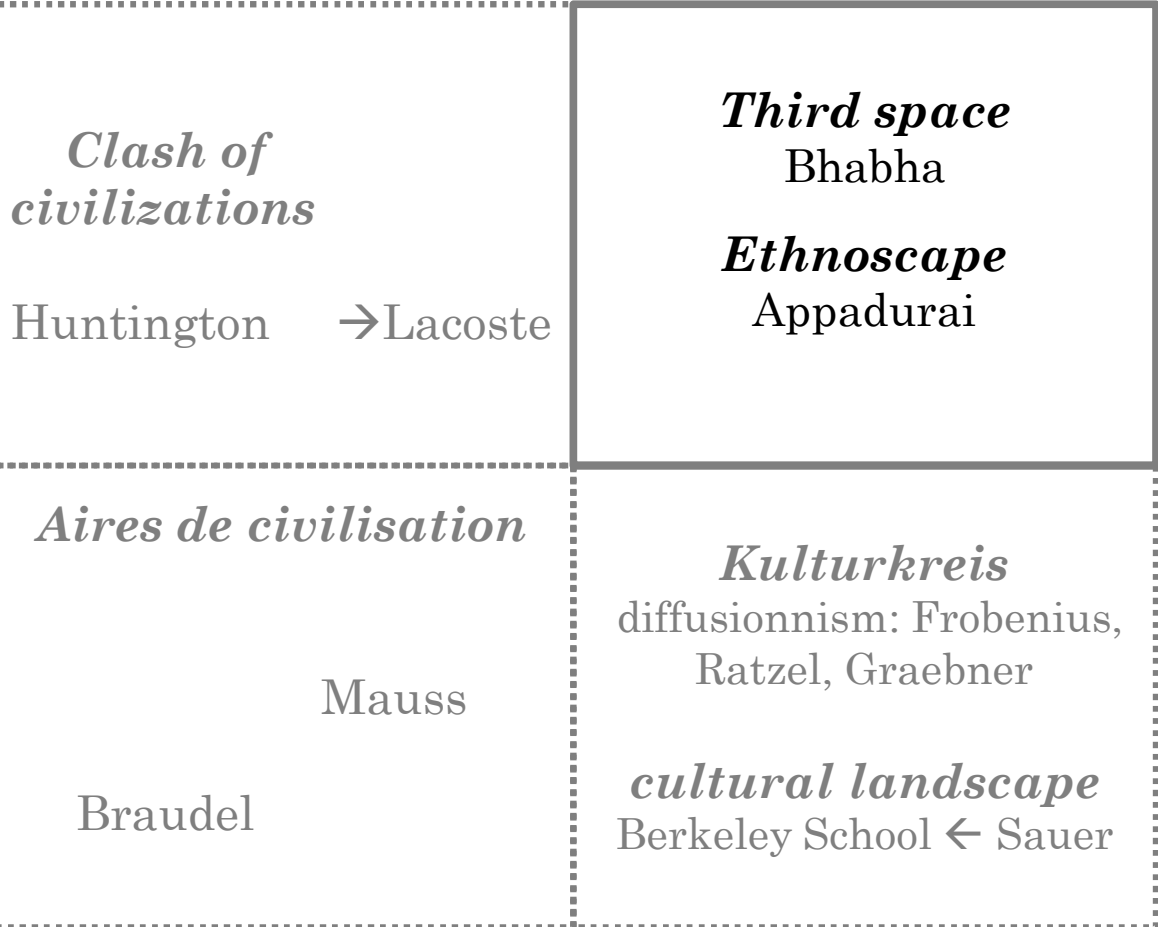 Clash of
civilizations
Huntington →Lacoste
Third space
Bhabha
Ethnoscape
Appadurai
Aires de civilisation
Mauss
Braudel
Kulturkreis
diffusionnism: Frobenius,
Ratzel, Graebner
cultural landscape
Berkeley School ← Sauer